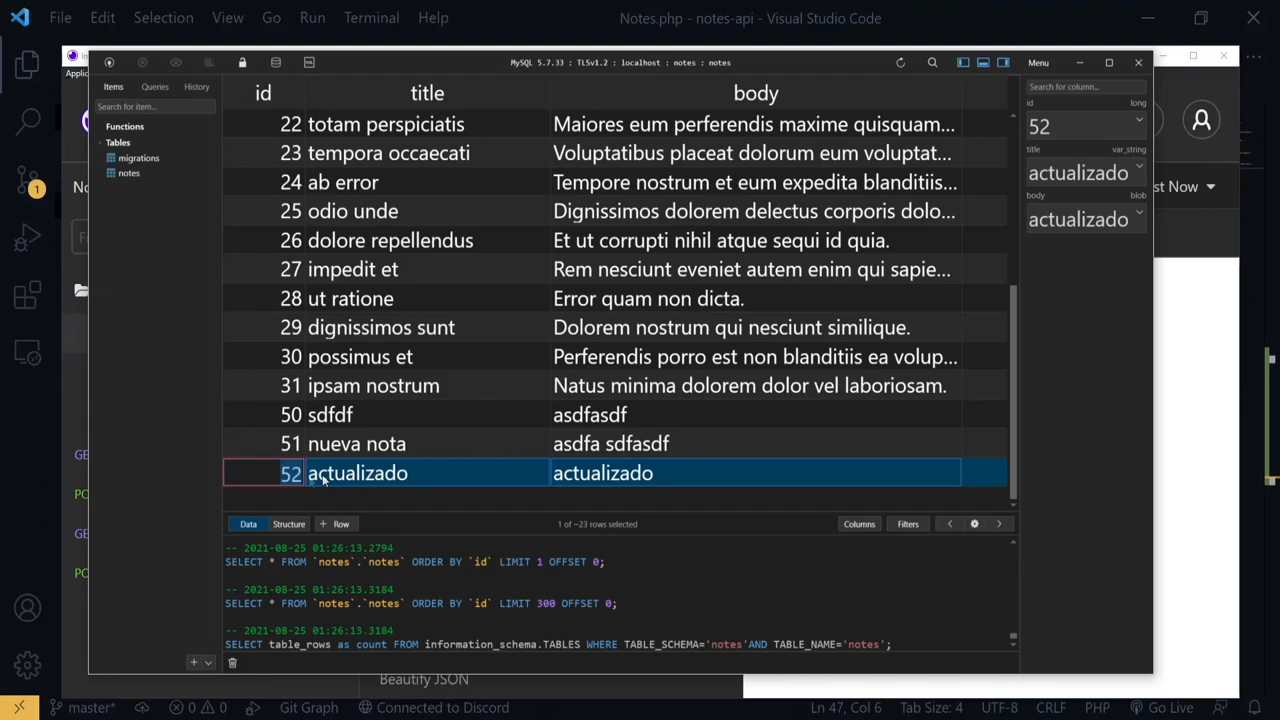 File Edit Selection View Go Run Terminal Help
Notes.php - notes-api - Visual Studio Code
MySQL 5.7.33 : TLSv1.2 : localhost : notes : notes
Menu
Items Queries History
Search for item...
Functions
Tables
migrations
notes
id title body
22 totam perspiciatis Maiores eum perferendis maxime quisquam...
23 tempora occaecati Voluptatibus placeat dolorum eum voluptat...
24 ab error Tempore nostrum et eum expedita blanditiis...
25 odio unde Dignissimos dolorem delectus corporis dolo...
26 dolore repellendus Et ut corrupti nihil atque sequi id quia.
27 impedit et Rem nesciunt eveniet autem enim qui sapie...
28 ut ratione Error quam non dicta.
29 dignissimos sunt Dolorem nostrum qui nesciunt similique.
30 possimus et Perferendis porro est non blanditiis ea volup...
31 ipsam nostrum Natus minima dolorem dolor vel laboriosam.
50 sdfdf asdfasdf
51 nueva nota asdfa sdfasdf
52 actualizado actualizado
Search for column...
id long
52
title var_string
actualizado
body blob
actualizado
st Now
1
Data Structure + Row
1 of ~23 rows selected
Columns Filters
-- 2021-08-25 01:26:13.2794
SELECT * FROM `notes`.`notes` ORDER BY `id` LIMIT 1 OFFSET 0;
-- 2021-08-25 01:26:13.3184
SELECT * FROM `notes`.`notes` ORDER BY `id` LIMIT 300 OFFSET 0;
-- 2021-08-25 01:26:13.3184
SELECT table_rows as count FROM information_schema.TABLES WHERE TABLE_SCHEMA='notes'AND TABLE_NAME='notes';
Beautify JSON
master* 0 0 Git Graph Connected to Discord
Ln 47, Col 6 Tab Size: 4 UTF-8 CRLF PHP Go Live